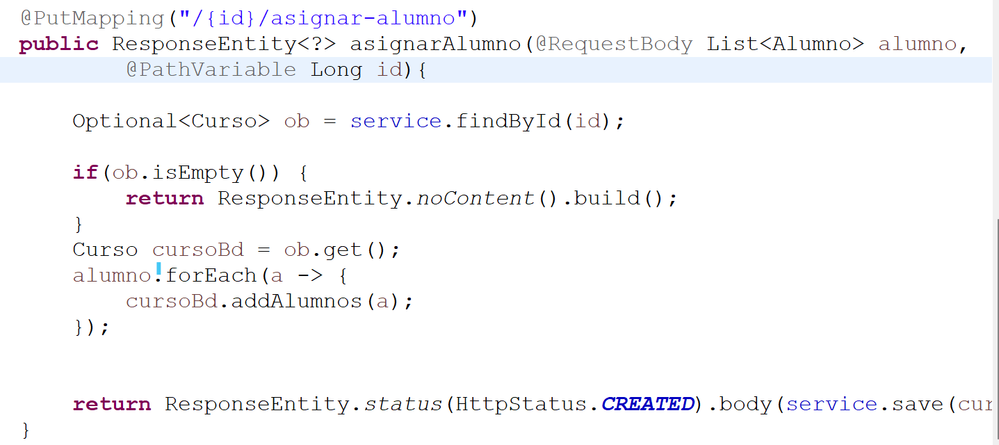 @PutMapping("/{id}/asignar-alumno")
public ResponseEntity<?> asignarAlumno(@RequestBody List<Alumno> alumno,
@PathVariable Long id){
Optional<Curso> ob = service.findById(id);
if(ob.isEmpty()) {
return ResponseEntity.noContent().build();
}
Curso cursoBd = ob.get();
alumno.forEach(a -> {
cursoBd.addAlumnos(a);
});
return ResponseEntity.status(HttpStatus.CREATED).body(service.save(
}